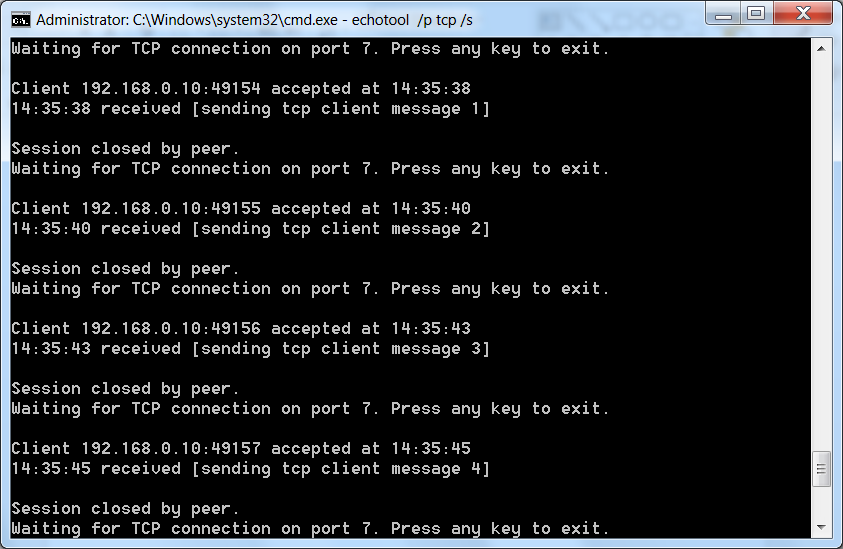 Administrator: C:\Windows\system32\cmd.exe - echotool  /p tcp /s
Waiting for TCP connection on port 7. Press any key to exit.
Client 192.168.0.10:49154 accepted at 14:35:38
14:35:38 received [sending tcp client message 1]
Session closed by peer.
Waiting for TCP connection on port 7. Press any key to exit.
Client 192.168.0.10:49155 accepted at 14:35:40
14:35:40 received [sending tcp client message 2]
Session closed by peer.
Waiting for TCP connection on port 7. Press any key to exit.
Client 192.168.0.10:49156 accepted at 14:35:43
14:35:43 received [sending tcp client message 3]
Session closed by peer.
Waiting for TCP connection on port 7. Press any key to exit.
Client 192.168.0.10:49157 accepted at 14:35:45
14:35:45 received [sending tcp client message 4]
Session closed by peer.
Waiting for TCP connection on port 7. Press any key to exit.